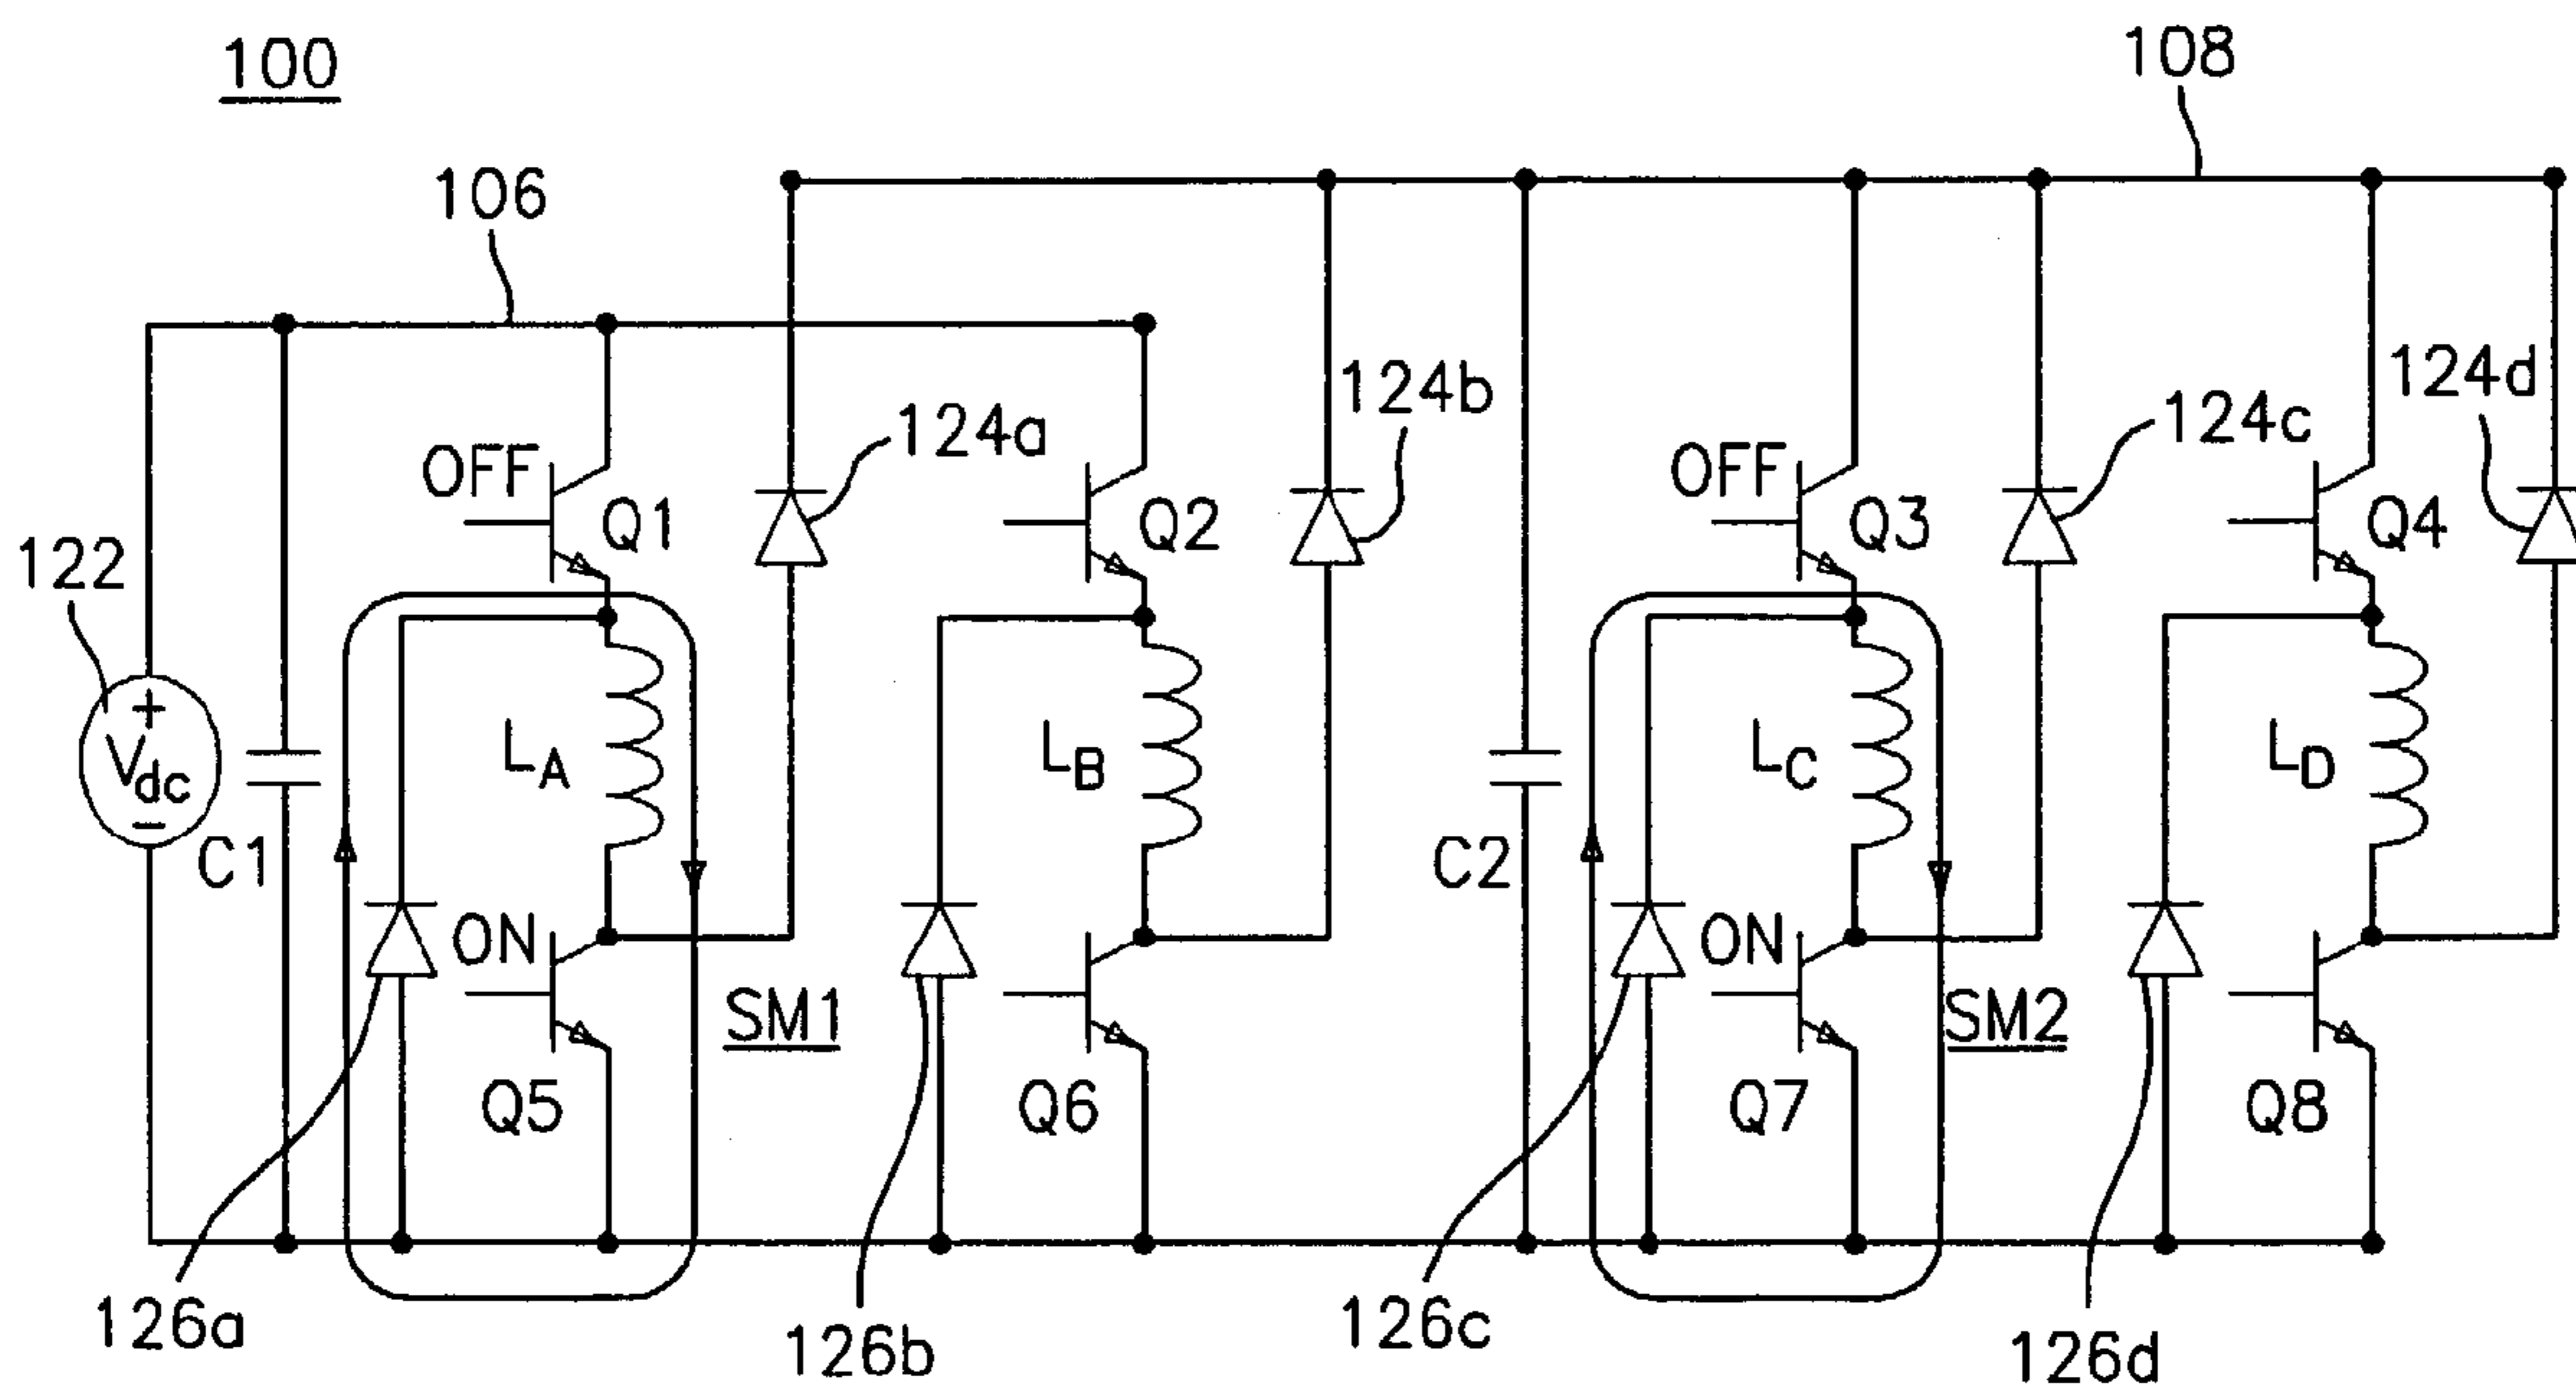 100
108
106
124b
124d
124a
124c
OFF
Q1
Q2
OFF
Q3
Q4
122
+
Vdc
−
C1
LA
LB
C2
LC
LD
ON
SM1
ON
SM2
Q5
Q6
Q7
Q8
126a
126b
126c
126d